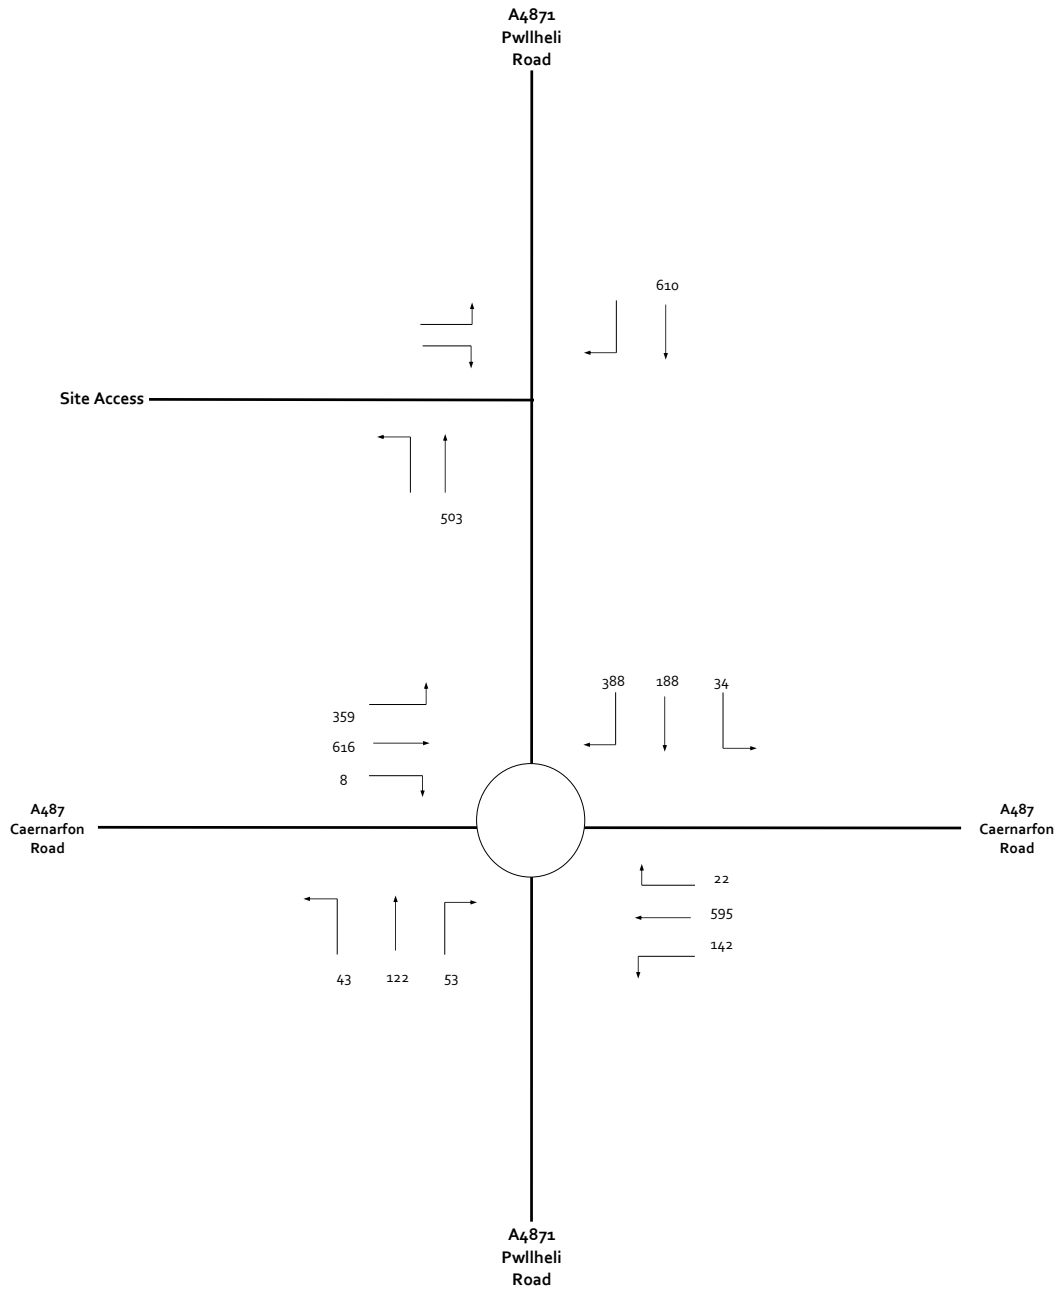 A4871
Pwllheli
Road
610
Site Access
503
388 188 34
359
616
8
A487
Caernarfon
Road
A487
Caernarfon
Road
22
595
142
43 122 53
A4871
Pwllheli
Road